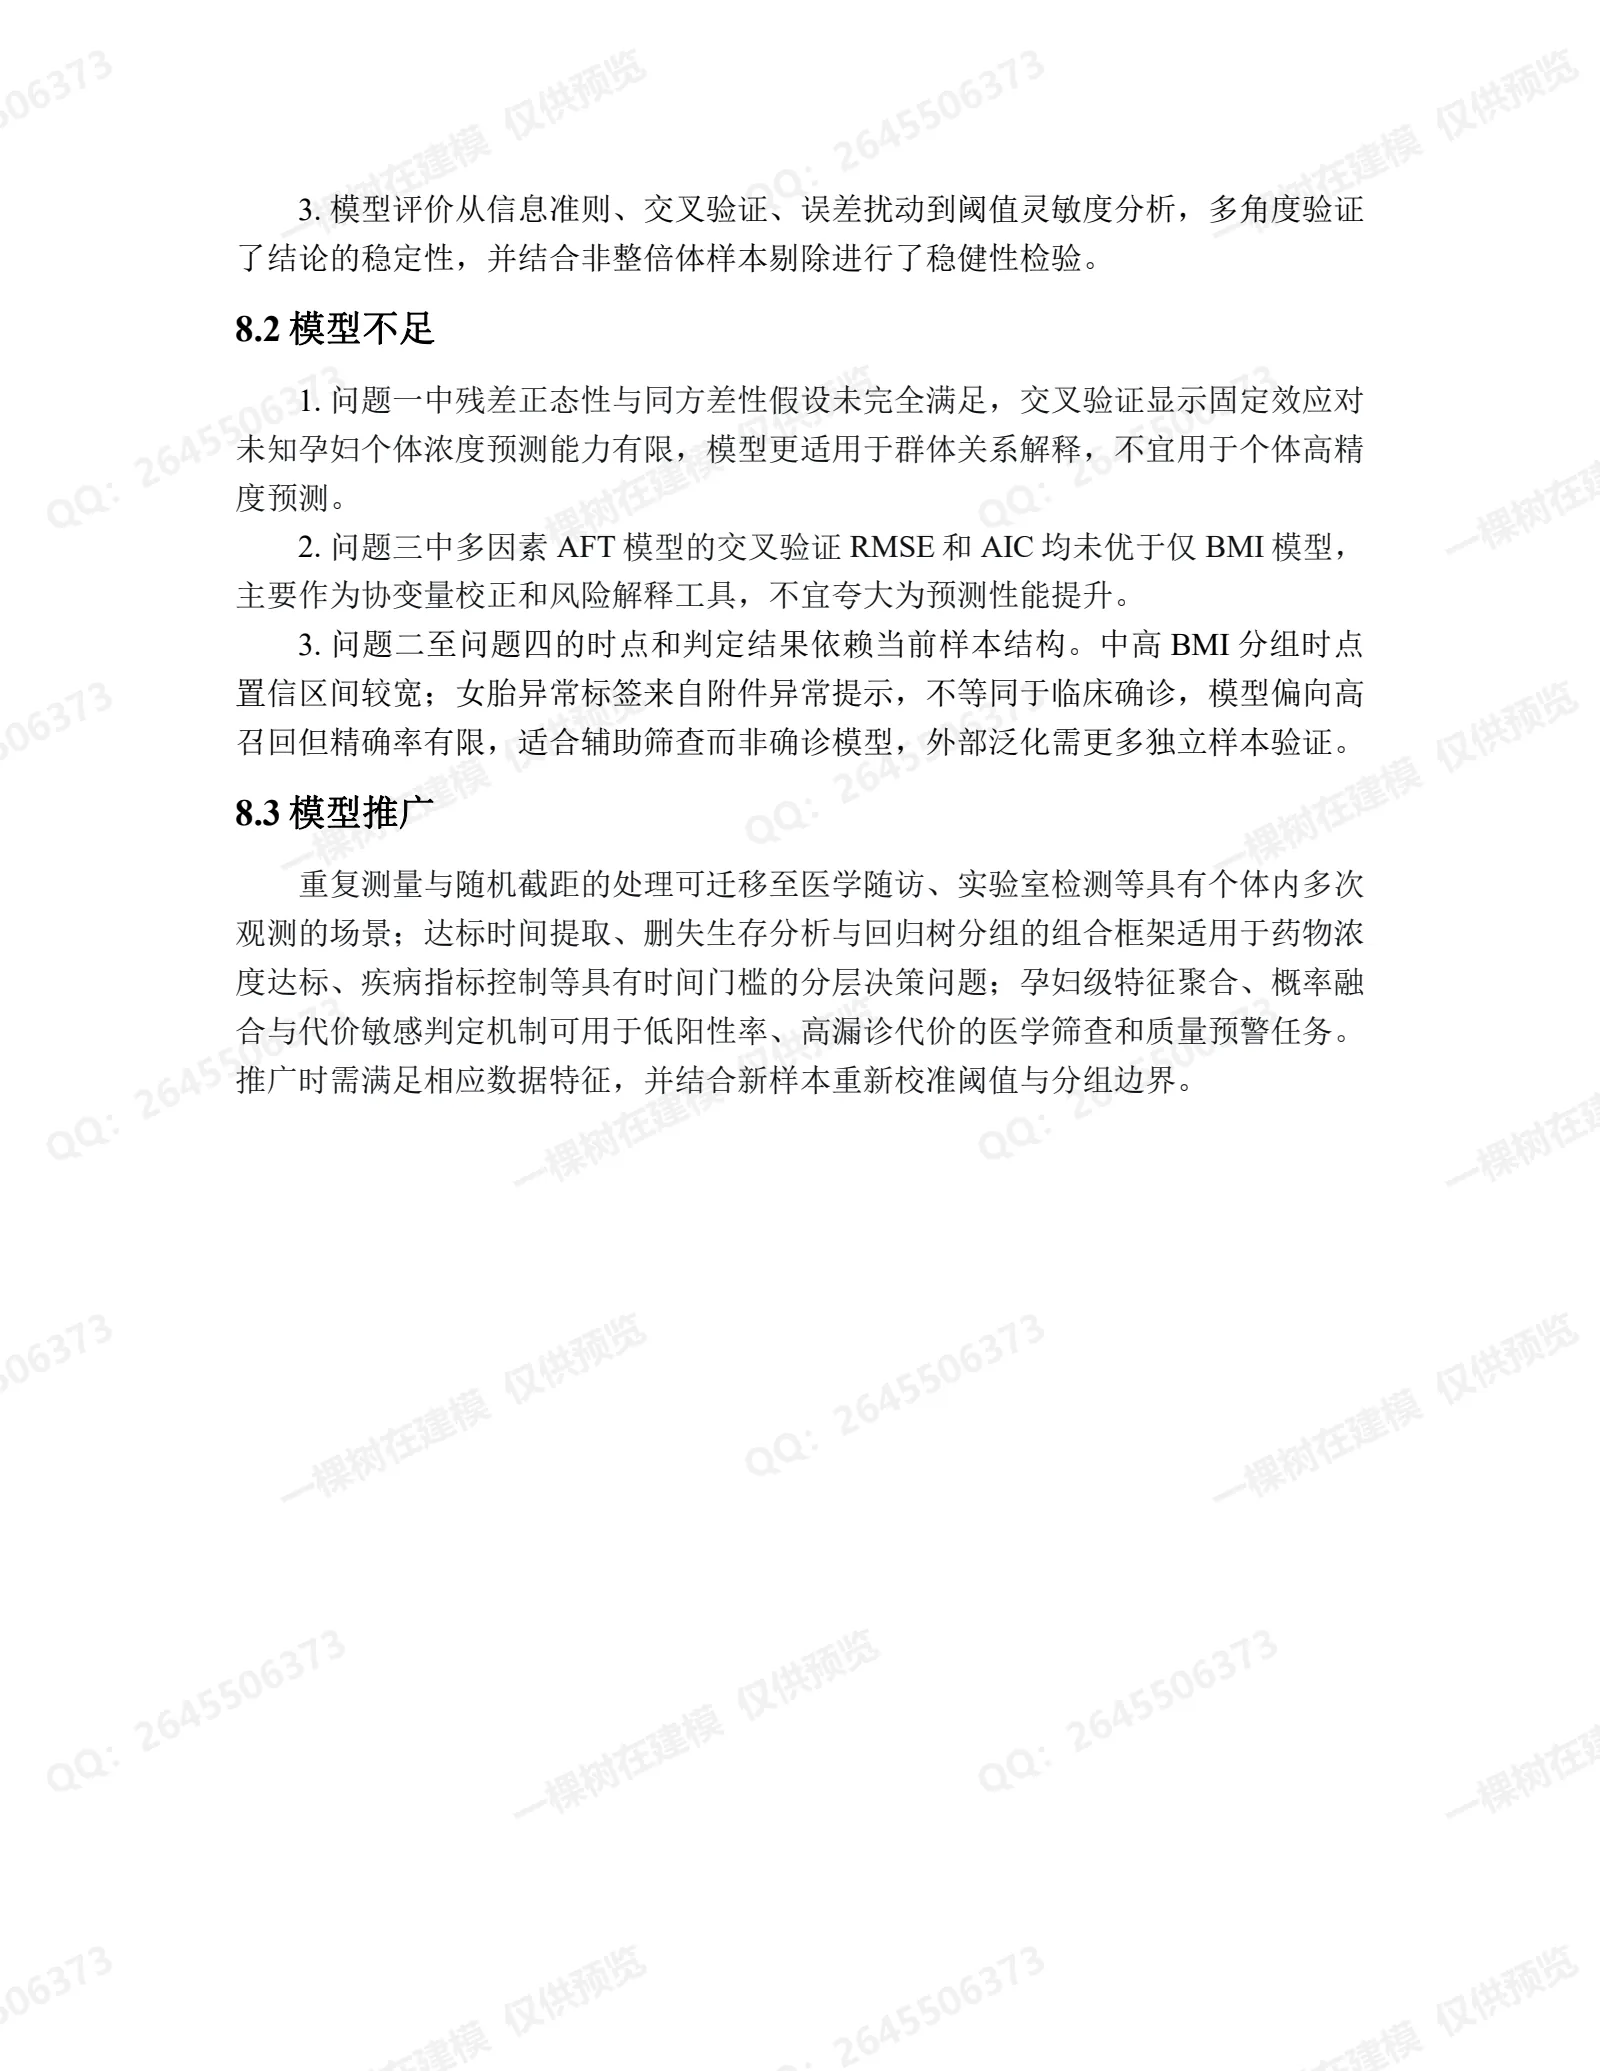 3. 模型评价从信息准则、交叉验证、误差扰动到阈值灵敏度分析，多角度验证
了结论的稳定性，并结合非整倍体样本剔除进行了稳健性检验。
8.2 模型不足
1. 问题一中残差正态性与同方差性假设未完全满足，交叉验证显示固定效应对
未知孕妇个体浓度预测能力有限，模型更适用于群体关系解释，不宜用于个体高精
度预测。
2. 问题三中多因素 AFT 模型的交叉验证 RMSE 和 AIC 均未优于仅 BMI 模型，
主要作为协变量校正和风险解释工具，不宜夸大为预测性能提升。
3. 问题二至问题四的时点和判定结果依赖当前样本结构。中高 BMI 分组时点
置信区间较宽；女胎异常标签来自附件异常提示，不等同于临床确诊，模型偏向高
召回但精确率有限，适合辅助筛查而非确诊模型，外部泛化需更多独立样本验证。
8.3 模型推广
重复测量与随机截距的处理可迁移至医学随访、实验室检测等具有个体内多次
观测的场景；达标时间提取、删失生存分析与回归树分组的组合框架适用于药物浓
度达标、疾病指标控制等具有时间门槛的分层决策问题；孕妇级特征聚合、概率融
合与代价敏感判定机制可用于低阳性率、高漏诊代价的医学筛查和质量预警任务。
推广时需满足相应数据特征，并结合新样本重新校准阈值与分组边界。
一棵树在建模 仅供预览
QQ：2645506373